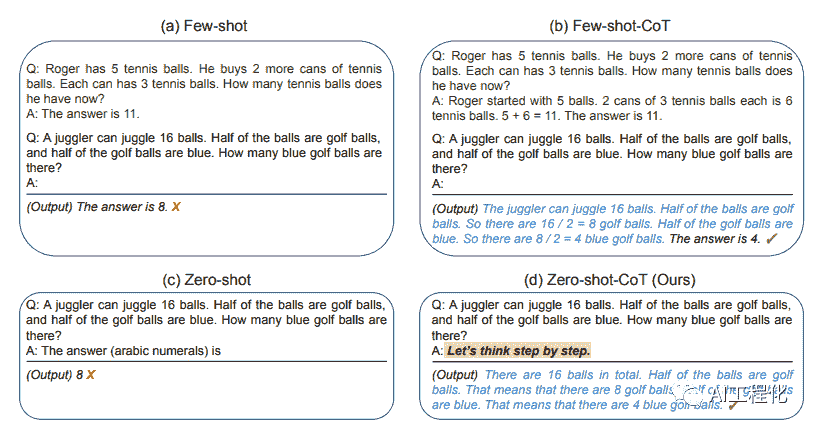 (a) Few-shot
Q: Roger has 5 tennis balls. He buys 2 more cans of tennis
balls. Each can has 3 tennis balls. How many tennis balls does
he have now?
A: The answer is 11.
Q: A juggler can juggle 16 balls. Half of the balls are golf balls,
and half of the golf balls are blue. How many blue golf balls are
there?
A:
(Output) The answer is 8. X
(b) Few-shot-CoT
Q: Roger has 5 tennis balls. He buys 2 more cans of tennis
balls. Each can has 3 tennis balls. How many tennis balls does
he have now?
A: Roger started with 5 balls. 2 cans of 3 tennis balls each is 6
tennis balls. 5 + 6 = 11. The answer is 11.
Q: A juggler can juggle 16 balls. Half of the balls are golf balls,
and half of the golf balls are blue. How many blue golf balls are
there?
A:
(Output) The juggler can juggle 16 balls. Half of the balls are golf
balls. So there are 16 / 2 = 8 golf balls. Half of the golf balls are
blue. So there are 8 / 2 = 4 blue golf balls. The answer is 4. ✓
(c) Zero-shot
Q: A juggler can juggle 16 balls. Half of the balls are golf balls,
and half of the golf balls are blue. How many blue golf balls are
there?
A: The answer (arabic numerals) is
(Output) 8 X
(d) Zero-shot-CoT (Ours)
Q: A juggler can juggle 16 balls. Half of the balls are golf balls,
and half of the golf balls are blue. How many blue golf balls are
there?
A: Let's think step by step.
(Output) There are 16 balls in total. Half of the balls are golf
balls. That means that there are 8 golf balls. of the
are blue. That means that there are 4 blue golf balls. ✓
AI工程化